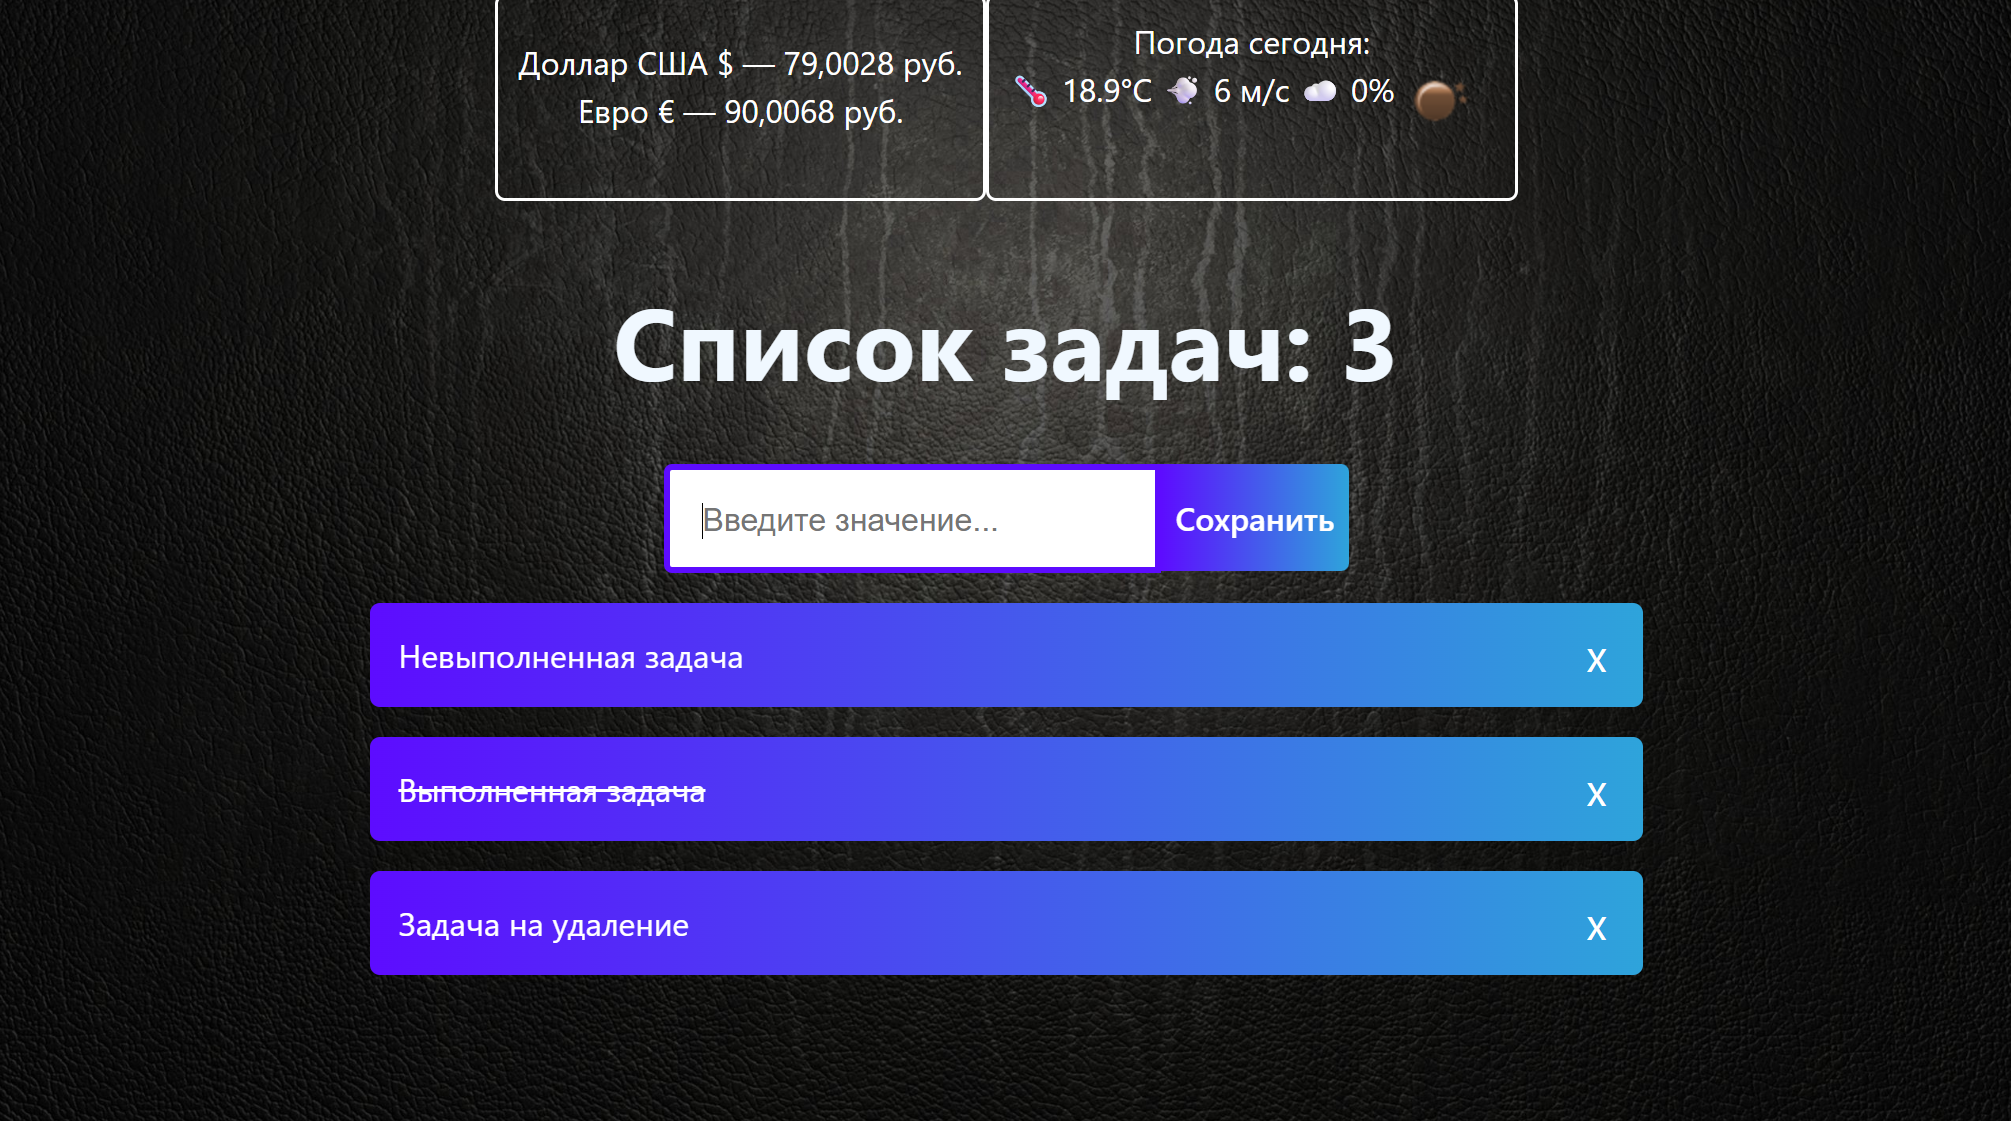 Доллар США $ — 79,0028 руб.
Евро € — 90,0068 руб.
Погода сегодня:
18.9°C 6 м/с 0%
Список задач: 3
Введите значение...
Сохранить
Невыполненная задача
X
Выполненная задача
X
Задача на удаление
X